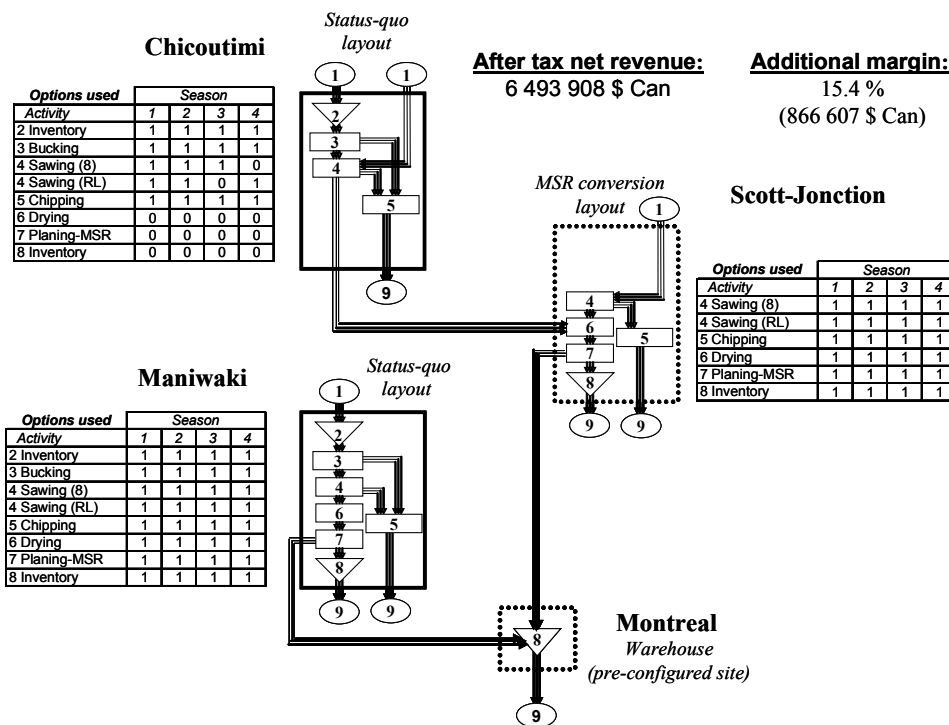 Status-quo
layout
Chicoutimi
After tax net revenue:
6 493 908 $ Can
Additional margin:
15.4 %
(866 607 $ Can)
Options used Season
Activity 1 2 3 4
2 Inventory 1 1 1 1
3 Bucking 1 1 1 1
4 Sawing (8) 1 1 1 0
4 Sawing (RL) 1 1 0 1
5 Chipping 1 1 1 1
6 Drying 0 0 0 0
7 Planing-MSR 0 0 0 0
8 Inventory 0 0 0 0
1 1
2
3
4
5
9
MSR conversion
layout
Scott-Jonction
1
4
6
5
7
8
9 9
Options used Season
Activity 1 2 3 4
4 Sawing (8) 1 1 1 1
4 Sawing (RL) 1 1 1 1
5 Chipping 1 1 1 1
6 Drying 1 1 1 1
7 Planing-MSR 1 1 1 1
8 Inventory 1 1 1 1
Maniwaki
Status-quo
layout
Options used Season
Activity 1 2 3 4
2 Inventory 1 1 1 1
3 Bucking 1 1 1 1
4 Sawing (8) 1 1 1 1
4 Sawing (RL) 1 1 1 1
5 Chipping 1 1 1 1
6 Drying 1 1 1 1
7 Planing-MSR 1 1 1 1
8 Inventory 1 1 1 1
1
2
3
4
6
5
7
8
9 9
8
9
Montreal
Warehouse
(pre-configured site)